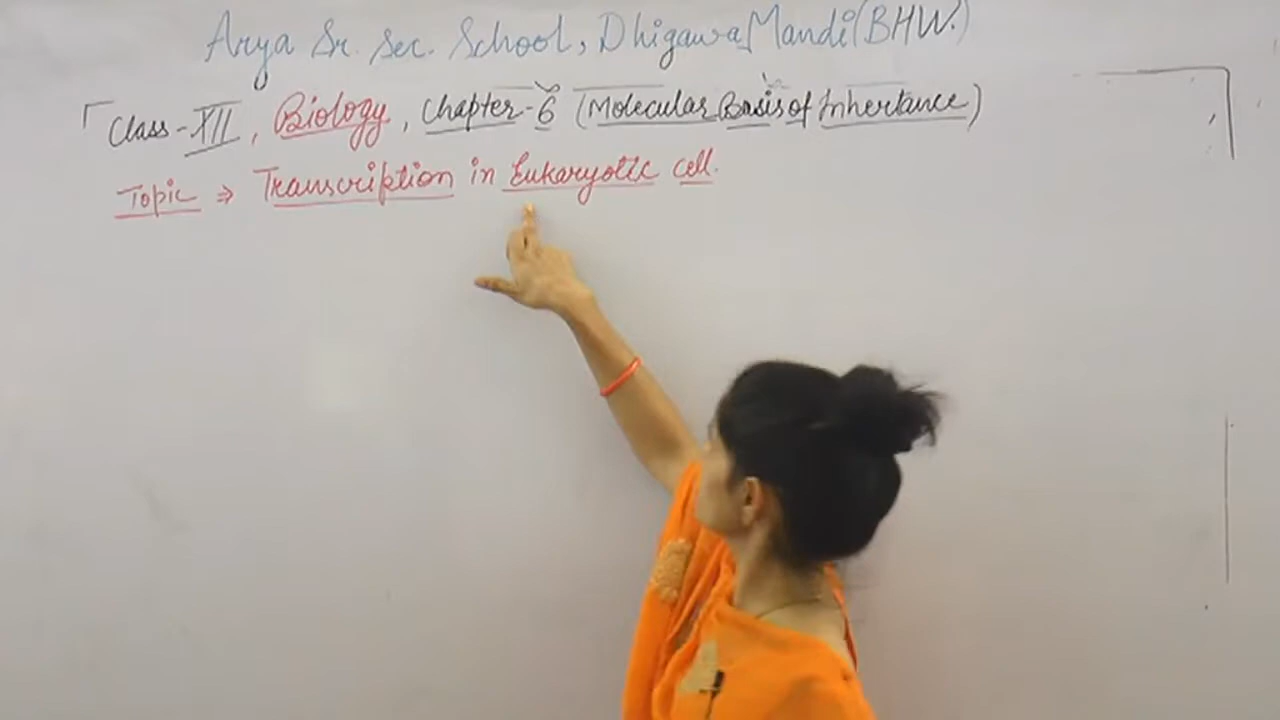 Arya Sr. Sec. School, Dhigawa Mandi (BHW.)
Class-XII, Biology, Chapter-6 (Molecular Basis of Inhertance)
Topic ⇒ Transcription in Eukaryotic cell.